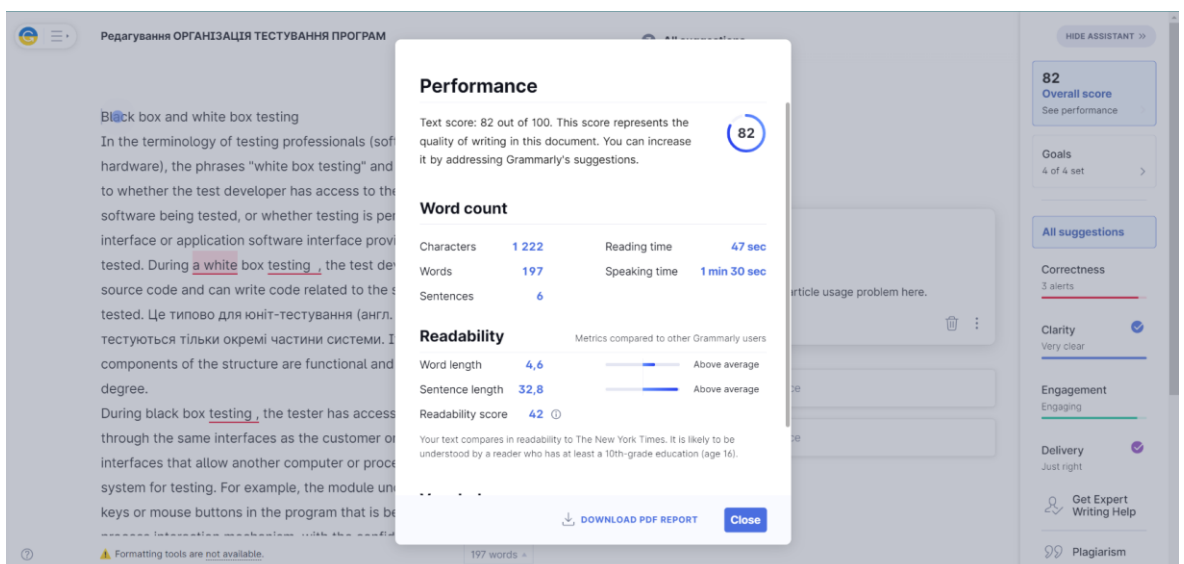 Редагування ОРГАНІЗАЦІЯ ТЕСТУВАННЯ ПРОГРАМ
All suggestions
HIDE ASSISTANT
Black box and white box testing
In the terminology of testing professionals
hardware), the phrases "white box testing" and
to whether the test developer has access to the
software being tested, or whether testing is
interface or application software interface
tested. During a white box testing , the test
source code and can write code related to the
tested. Це типово для юніт-тестування (англ.
тестуються тільки окремі частини системи.
components of the structure are functional and
degree.
During black box testing , the tester has access
through the same interfaces as the customer or
interfaces that allow another computer or
system for testing. For example, the module
keys or mouse buttons in the program that is
Formatting tools are not available.
197 words
Performance
Text score: 82 out of 100. This score represents the
quality of writing in this document. You can increase
it by addressing Grammarly's suggestions.
82
Word count
Characters 1 222 Reading time 47 sec
Words 197 Speaking time 1 min 30 sec
Sentences 6
Readability Metrics compared to other Grammarly users
Word length 4,6 Above average
Sentence length 32,8 Above average
Readability score 42
Your text compares in readability to The New York Times. It is likely to be
understood by a reader who has at least a 10th-grade education (age 16).
DOWNLOAD PDF REPORT Close
article usage problem here.
82
Overall score
See performance
Goals
4 of 4 set
All suggestions
Correctness
3 alerts
Clarity
Very clear
Engagement
Engaging
Delivery
Just right
Get Expert
Writing Help
Plagiarism